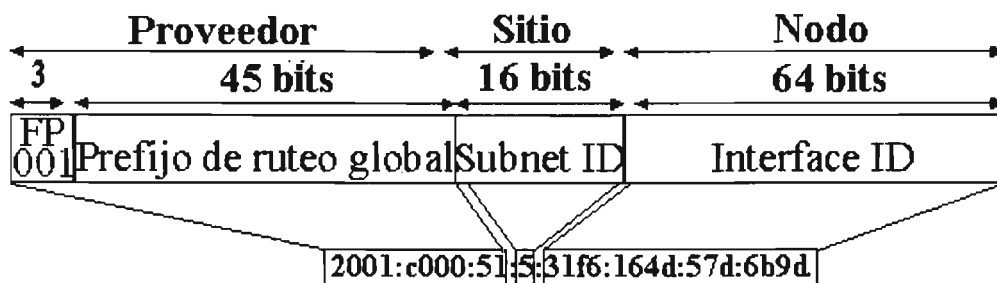 Proveedor Sitio Nodo
3 45 bits 16 bits 64 bits
FP
001 Prefijo de ruteo global Subnet ID Interface ID
2001:c000:51:5:31f6:164d:57d:6b9d